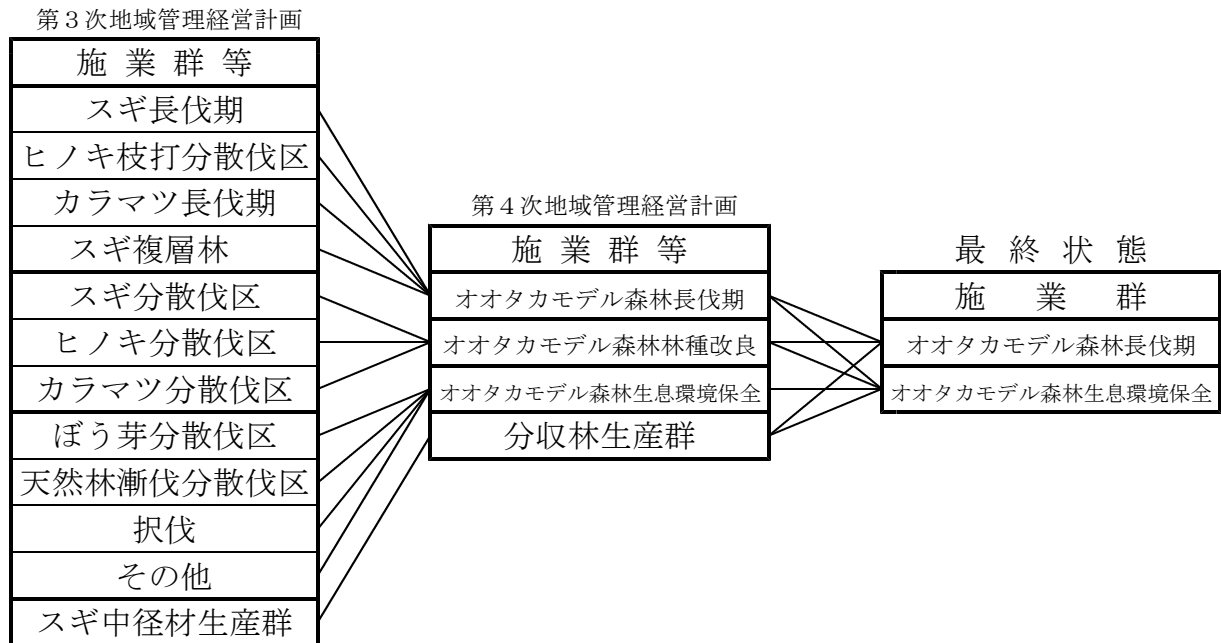 第３次地域管理経営計画
施業群等
スギ長伐期
ヒノキ枝打分散伐区
カラマツ長伐期
スギ複層林
スギ分散伐区
ヒノキ分散伐区
カラマツ分散伐区
ぼう芽分散伐区
天然林漸伐分散伐区
択伐
その他
スギ中径材生産群
第４次地域管理経営計画
施業群等
オオタカモデル森林長伐期
オオタカモデル森林林種改良
オオタカモデル森林生息環境保全
分収林生産群
最終状態
施業群
オオタカモデル森林長伐期
オオタカモデル森林生息環境保全